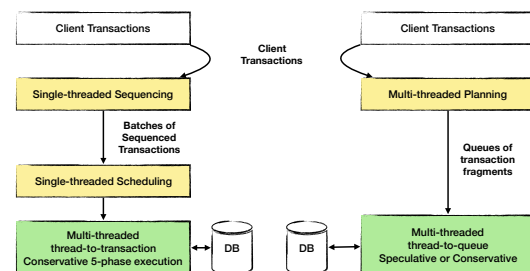 Client Transactions
Client
Transactions
Client Transactions
Single-threaded Sequencing
Multi-threaded Planning
Batches of
Sequenced
Transactions
Queues of
transaction
fragments
Single-threaded Scheduling
Multi-threaded
thread-to-transaction
Conservative 5-phase execution
DB
DB
Multi-threaded
thread-to-queue
Speculative or Conservative